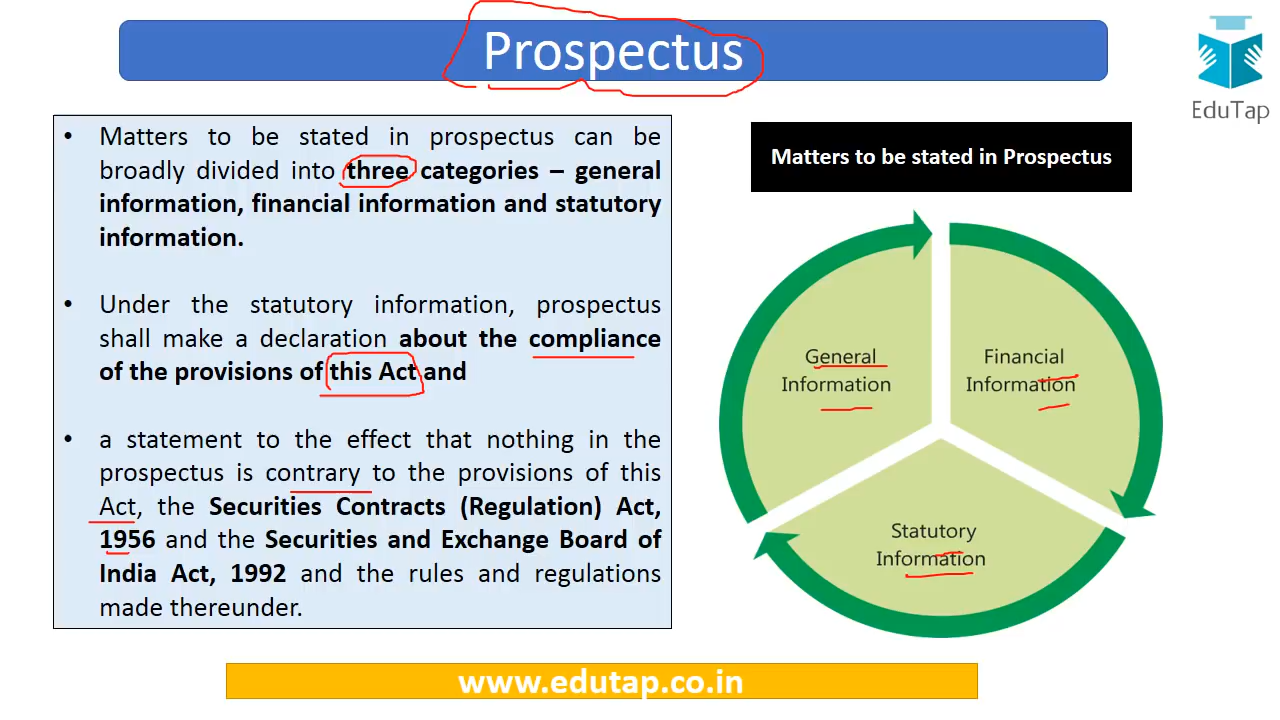 Prospectus
EduTap
• Matters to be stated in prospectus can be
broadly divided into three categories – general
information, financial information and statutory
information.
• Under the statutory information, prospectus
shall make a declaration about the compliance
of the provisions of this Act and
• a statement to the effect that nothing in the
prospectus is contrary to the provisions of this
Act, the Securities Contracts (Regulation) Act,
1956 and the Securities and Exchange Board of
India Act, 1992 and the rules and regulations
made thereunder.
Matters to be stated in Prospectus
General
Information
Financial
Information
Statutory
Information
www.edutap.co.in